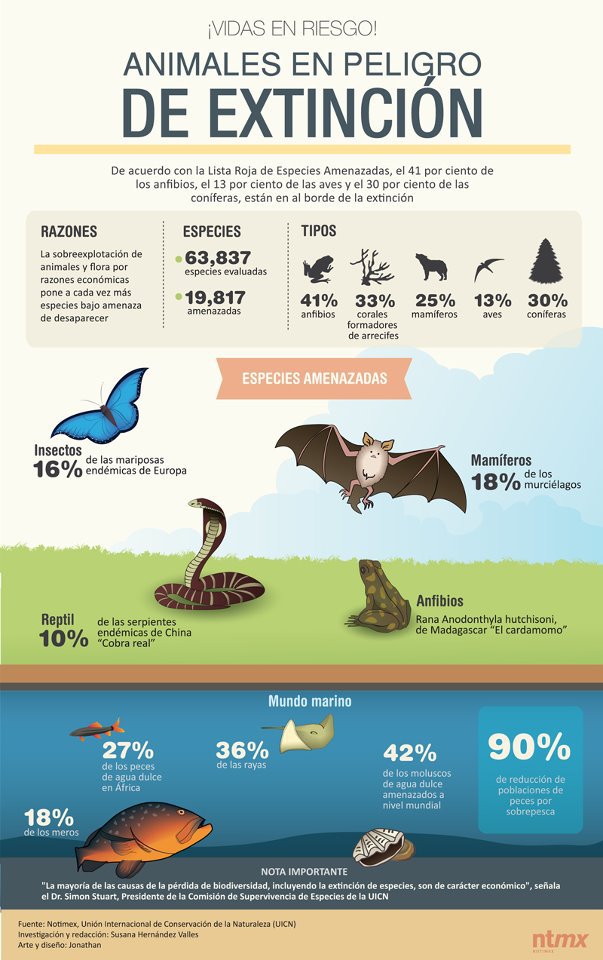 ¡VIDAS EN RIESGO!
ANIMALES EN PELIGRO
DE EXTINCIÓN
De acuerdo con la Lista Roja de Especies Amenazadas, el 41 por ciento de
los anfibios, el 13 por ciento de las aves y el 30 por ciento de las
coníferas, están en al borde de la extinción
RAZONES
La sobreexplotación de
animales y flora por
razones económicas
pone a cada vez más
especies bajo amenaza
de desaparecer
ESPECIES
63,837
especies evaluadas
19,817
amenazadas
TIPOS
41%
anfibios
33%
corales
formadores
de arrecifes
25%
mamíferos
13%
aves
30%
coníferas
ESPECIES AMENAZADAS
Insectos
16% de las mariposas
endémicas de Europa
Mamíferos
18% de los
murciélagos
Reptil
10% de las serpientes
endémicas de China
“Cobra real”
Anfibios
Rana Anodonthyla hutchisoni,
de Madagascar “El cardamomo”
Mundo marino
27%
de los peces
de agua dulce
en África
36%
de las rayas
42%
de los moluscos
de agua dulce
amenazados a
nivel mundial
90%
de reducción de
poblaciones de
peces por
sobrepesca
18%
de los meros
NOTA IMPORTANTE
"La mayoría de las causas de la pérdida de biodiversidad, incluyendo la extinción de especies, son de carácter económico", señala
el Dr. Simon Stuart, Presidente de la Comisión de Supervicencia de Especies de la UICN
Fuente: Notimex, Unión Internacional de Conservación de la Naturaleza (UICN)
Investigación y redacción: Susana Hernández Valles
Arte y diseño: Jonathan
ntmx
NOTIMEX